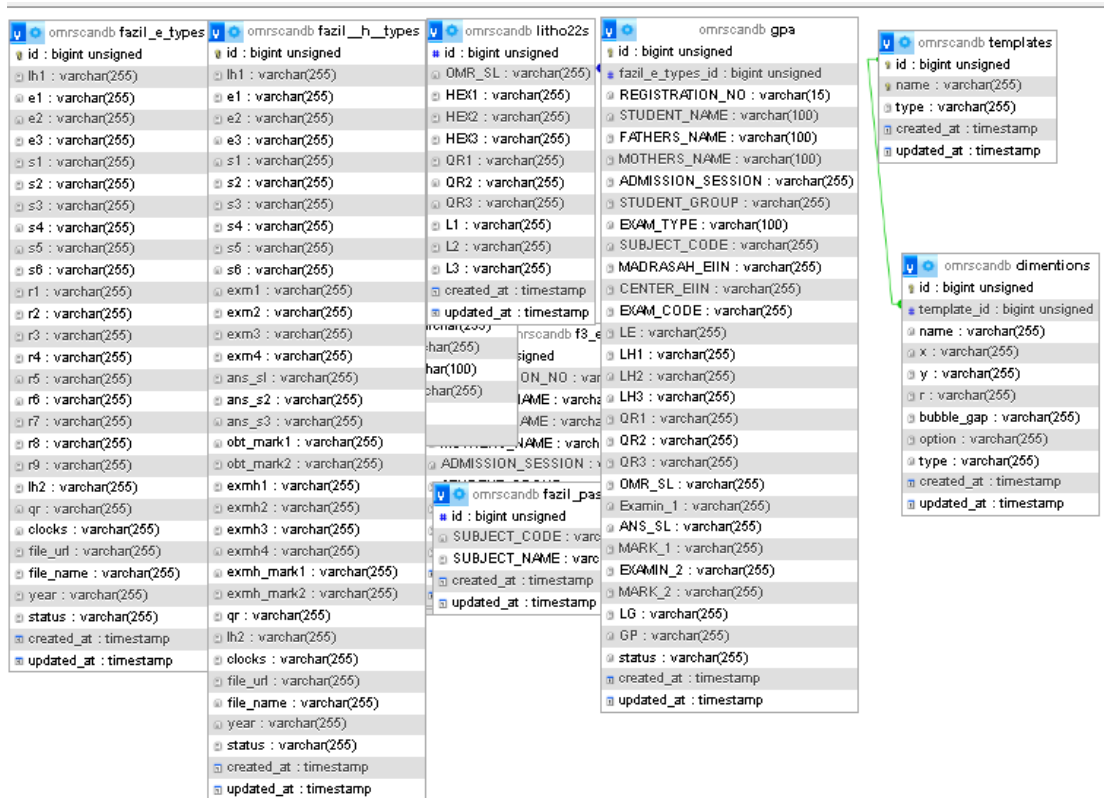 omrscandb fazil_e_types
id : bigint unsigned
lh1 : varchar(255)
e1 : varchar(255)
e2 : varchar(255)
e3 : varchar(255)
s1 : varchar(255)
s2 : varchar(255)
s3 : varchar(255)
s4 : varchar(255)
s5 : varchar(255)
s6 : varchar(255)
r1 : varchar(255)
r2 : varchar(255)
r3 : varchar(255)
r4 : varchar(255)
r5 : varchar(255)
r6 : varchar(255)
r7 : varchar(255)
r8 : varchar(255)
r9 : varchar(255)
lh2 : varchar(255)
qr : varchar(255)
clocks : varchar(255)
file_url : varchar(255)
file_name : varchar(255)
year : varchar(255)
status : varchar(255)
created_at : timestamp
updated_at : timestamp
omrscandb fazil__h__types
id : bigint unsigned
lh1 : varchar(255)
e1 : varchar(255)
e2 : varchar(255)
e3 : varchar(255)
s1 : varchar(255)
s2 : varchar(255)
s3 : varchar(255)
s4 : varchar(255)
s5 : varchar(255)
s6 : varchar(255)
exm1 : varchar(255)
exm2 : varchar(255)
exm3 : varchar(255)
exm4 : varchar(255)
ans_sl : varchar(255)
ans_s2 : varchar(255)
ans_s3 : varchar(255)
obt_mark1 : varchar(255)
obt_mark2 : varchar(255)
exmh1 : varchar(255)
exmh2 : varchar(255)
exmh3 : varchar(255)
exmh4 : varchar(255)
exmh_mark1 : varchar(255)
exmh_mark2 : varchar(255)
qr : varchar(255)
lh2 : varchar(255)
clocks : varchar(255)
file_url : varchar(255)
file_name : varchar(255)
year : varchar(255)
status : varchar(255)
created_at : timestamp
updated_at : timestamp
omrscandb litho22s
id : bigint unsigned
OMR_SL : varchar(255)
HEX1 : varchar(255)
HEX2 : varchar(255)
HEX3 : varchar(255)
QR1 : varchar(255)
QR2 : varchar(255)
QR3 : varchar(255)
L1 : varchar(255)
L2 : varchar(255)
L3 : varchar(255)
created_at : timestamp
updated_at : timestamp
ADMISSION_SESSION :
omrscandb fazil_pas
id : bigint unsigned
SUBJECT_CODE : varc
SUBJECT_NAME : varc
created_at : timestamp
updated_at : timestamp
omrscandb gpa
id : bigint unsigned
fazil_e_types_id : bigint unsigned
REGISTRATION_NO : varchar(15)
STUDENT_NAME : varchar(100)
FATHERS_NAME : varchar(100)
MOTHERS_NAME : varchar(100)
ADMISSION_SESSION : varchar(255)
STUDENT_GROUP : varchar(255)
EXAM_TYPE : varchar(100)
SUBJECT_CODE : varchar(255)
MADRASAH_EIIN : varchar(255)
CENTER_EIIN : varchar(255)
EXAM_CODE : varchar(255)
LE : varchar(255)
LH1 : varchar(255)
LH2 : varchar(255)
LH3 : varchar(255)
QR1 : varchar(255)
QR2 : varchar(255)
QR3 : varchar(255)
OMR_SL : varchar(255)
Examin_1 : varchar(255)
ANS_SL : varchar(255)
MARK_1 : varchar(255)
EXAMIN_2 : varchar(255)
MARK_2 : varchar(255)
LG : varchar(255)
GP : varchar(255)
status : varchar(255)
created_at : timestamp
updated_at : timestamp
omrscandb templates
id : bigint unsigned
name : varchar(255)
type : varchar(255)
created_at : timestamp
updated_at : timestamp
omrscandb dimentions
id : bigint unsigned
template_id : bigint unsigned
name : varchar(255)
x : varchar(255)
y : varchar(255)
r : varchar(255)
bubble_gap : varchar(255)
option : varchar(255)
type : varchar(255)
created_at : timestamp
updated_at : timestamp